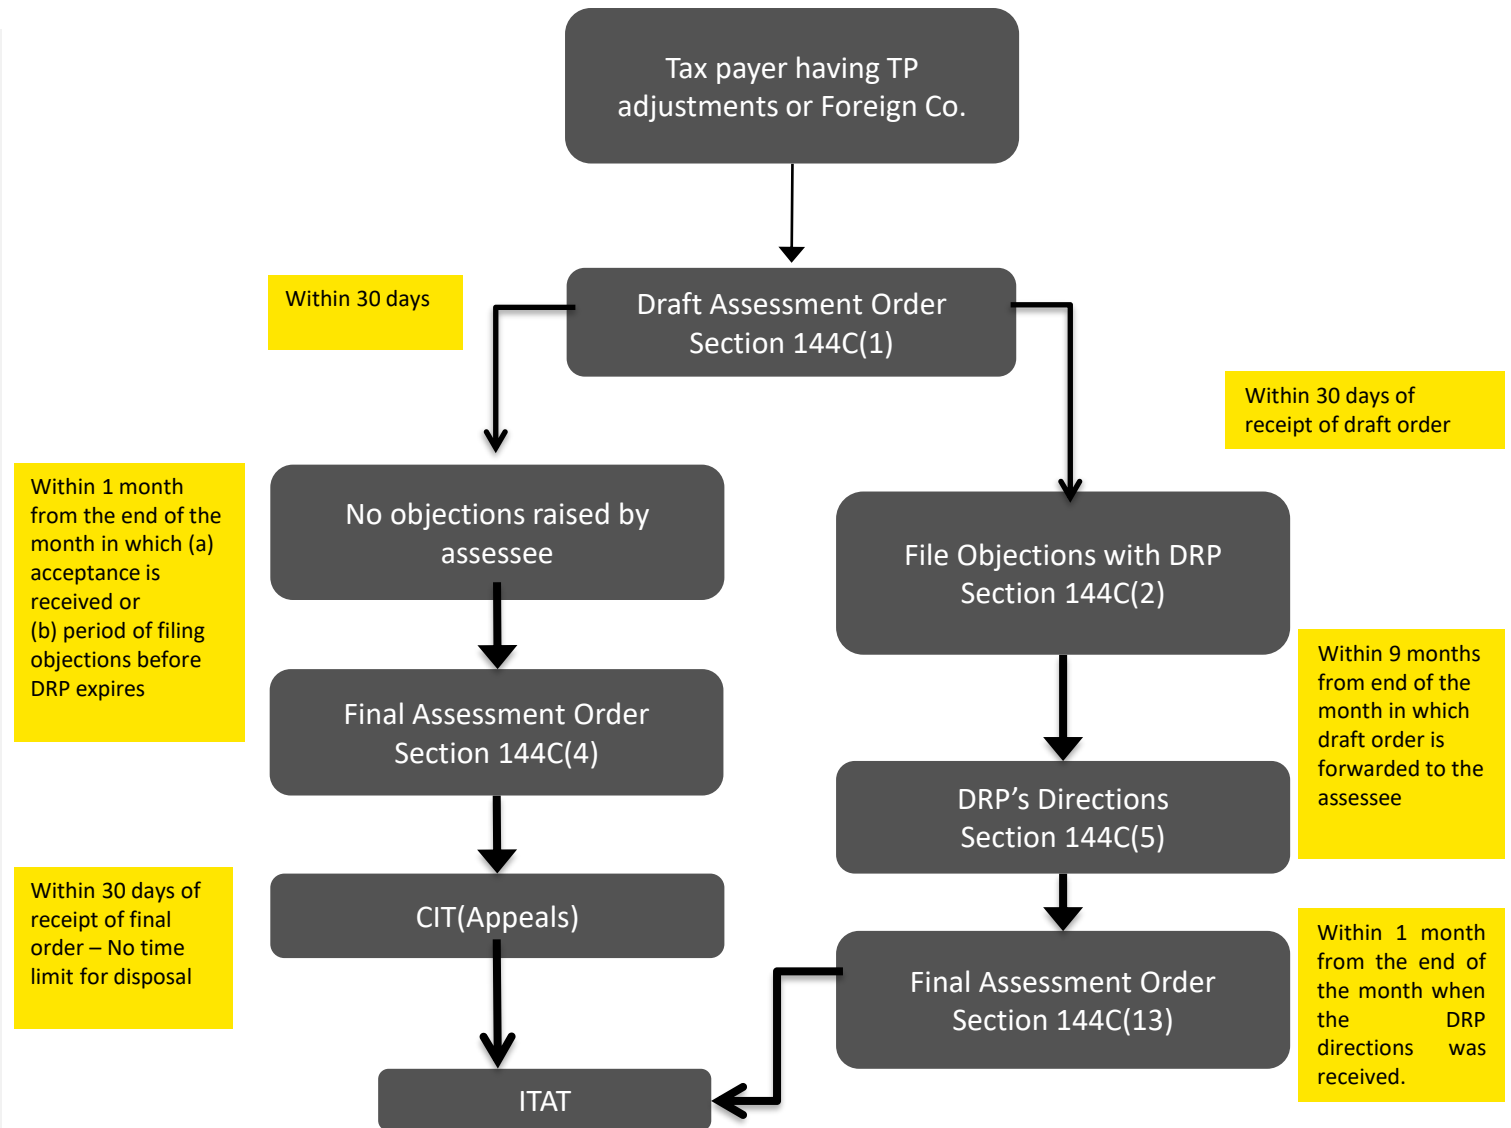 Tax payer having TP
adjustments or Foreign Co.
Within 30 days
Draft Assessment Order
Section 144C(1)
Within 30 days of
receipt of draft order
Within 1 month
from the end of the
month in which (a)
acceptance is
received or
(b) period of filing
objections before
DRP expires
No objections raised by
assessee
File Objections with DRP
Section 144C(2)
Within 9 months
from end of the
month in which
draft order is
forwarded to the
assessee
Final Assessment Order
Section 144C(4)
DRP’s Directions
Section 144C(5)
Within 30 days of
receipt of final
order – No time
limit for disposal
CIT(Appeals)
Final Assessment Order
Section 144C(13)
Within 1 month
from the end of
the month when
the DRP
directions was
received.
ITAT